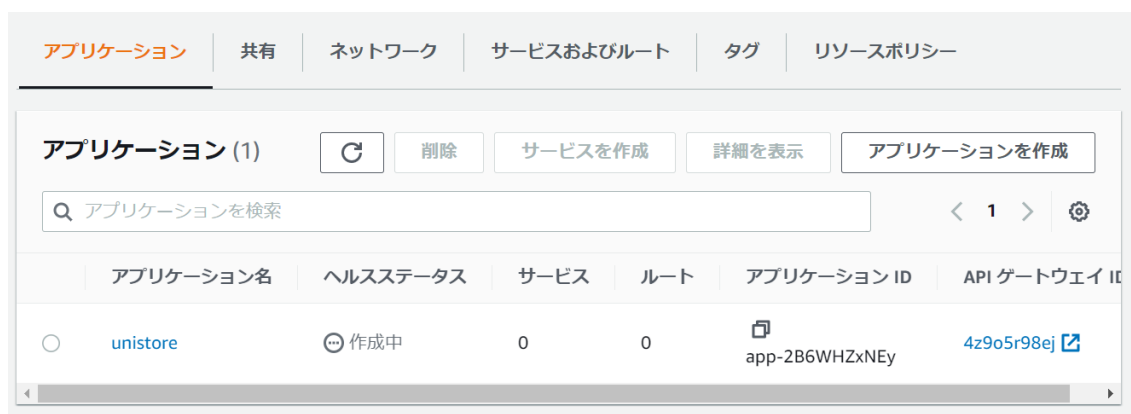 アプリケーション 共有 ネットワーク サービスおよびルート タグ リソースポリシー
アプリケーション (1) 削除 サービスを作成 詳細を表示 アプリケーションを作成
アプリケーションを検索 1
アプリケーション名 ヘルスステータス サービス ルート アプリケーション ID API ゲートウェイ ID
unistore 作成中 0 0 app-2B6WHZxNEy 4z9o5r98ej